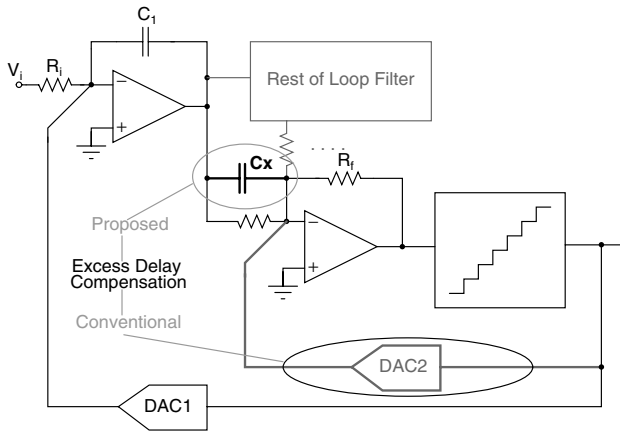 C1
Vi
Ri
−
+
Rest of Loop Filter
. . . .
Cx
Rf
Proposed
−
+
Excess Delay
Compensation
Conventional
DAC2
DAC1